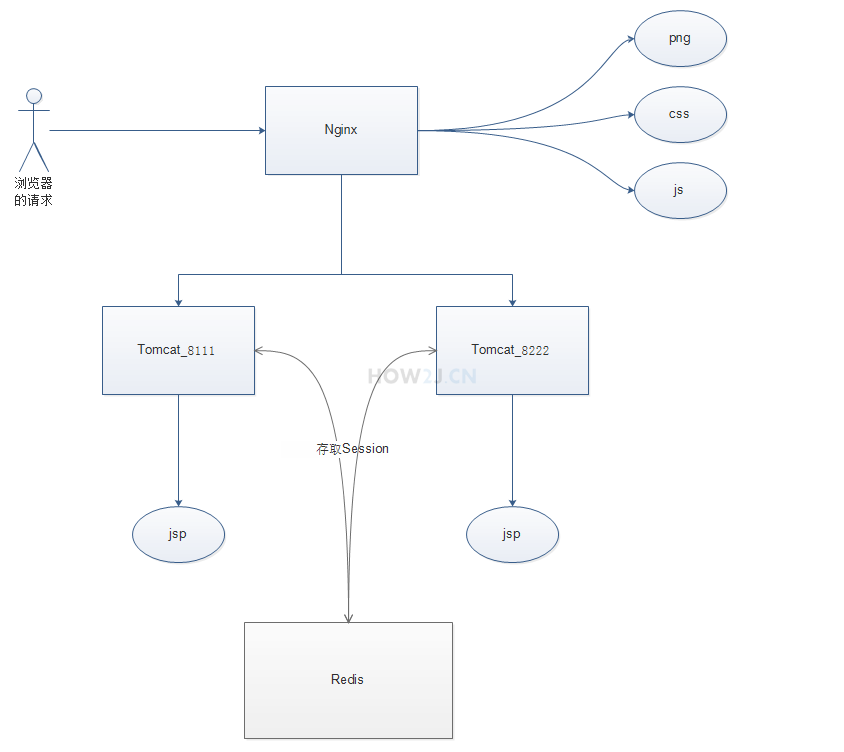 png
css
js
Nginx
浏览器
的请求
Tomcat_8111
Tomcat_8222
HOW2J.CN
存取Session
jsp
jsp
Redis